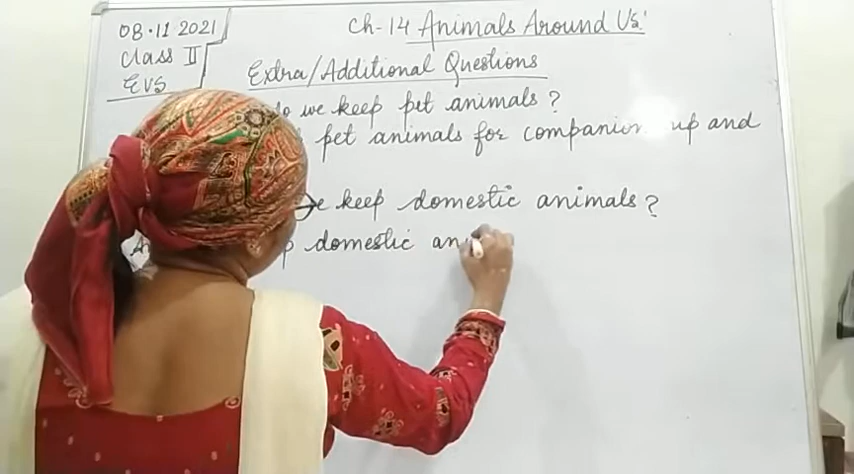 08.11 2021
Class II
EVS
Ch-14 Animals Around Us!
Extra/Additional Questions
do we keep pet animals?
pet animals for companion up and
keep domestic animals?
domestic an